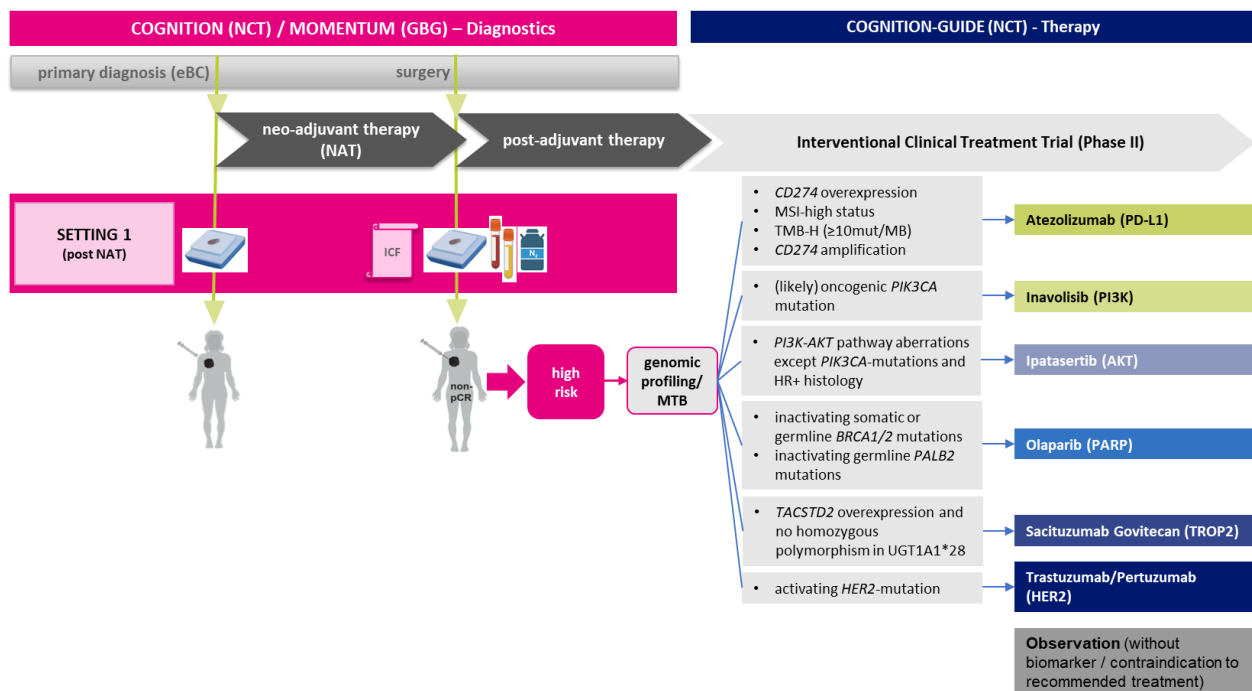 COGNITION (NCT) / MOMENTUM (GBG) – Diagnostics
COGNITION-GUIDE (NCT) - Therapy
primary diagnosis (eBC)
surgery
neo-adjuvant therapy
(NAT)
post-adjuvant therapy
Interventional Clinical Treatment Trial (Phase II)
SETTING 1
(post NAT)
ICF
N₂
non-
pCR
high
risk
genomic
profiling/
MTB
• CD274 overexpression
• MSI-high status
• TMB-H (≥10mut/MB)
• CD274 amplification
Atezolizumab (PD-L1)
• (likely) oncogenic PIK3CA
mutation
Inavolisib (PI3K)
• PI3K-AKT pathway aberrations
except PIK3CA-mutations and
HR+ histology
Ipatasertib (AKT)
• inactivating somatic or
germline BRCA1/2 mutations
• inactivating germline PALB2
mutations
Olaparib (PARP)
• TACSTD2 overexpression and
no homozygous
polymorphism in UGT1A1*28
Sacituzumab Govitecan (TROP2)
• activating HER2-mutation
Trastuzumab/Pertuzumab
(HER2)
Observation (without
biomarker / contraindication to
recommended treatment)